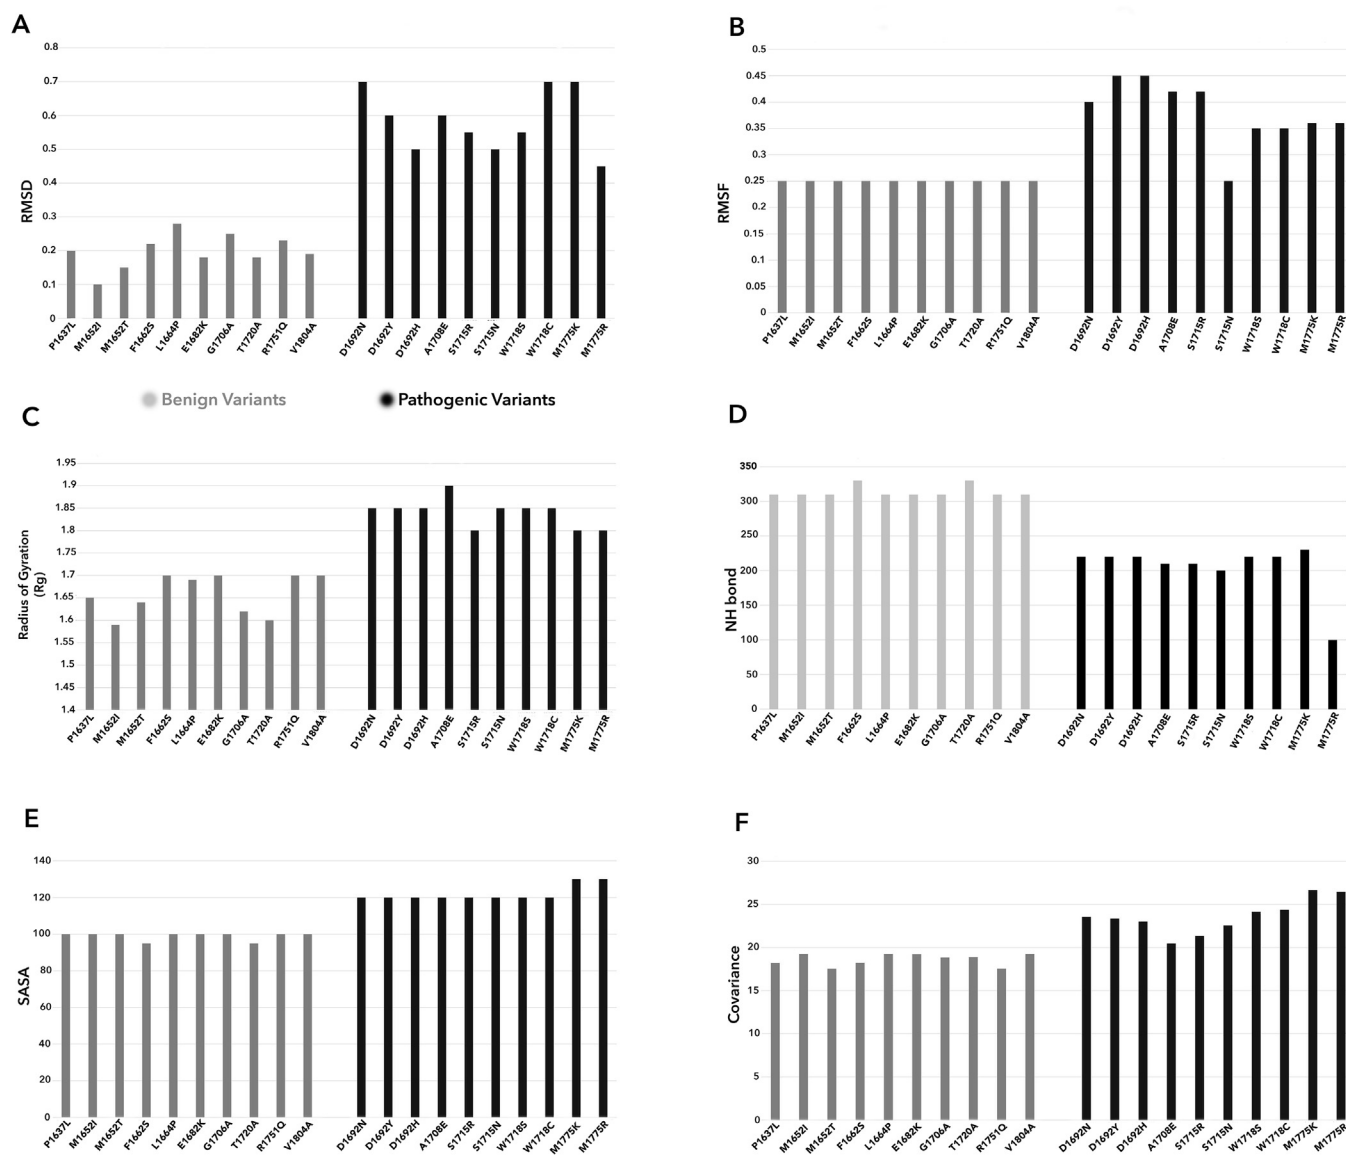 A
0.8
0.7
0.6
0.5
0.4
0.3
0.2
0.1
0
RMSD
P1637L M1652I M1652T F1662S L1664P E1682K G1706A T1720A R1751Q V1804A D1692N D1692Y D1692H A1708E S1715R S1715N W1718S W1718C M1775K M1775R
B
0.5
0.45
0.4
0.35
0.3
0.25
0.2
0.15
0.1
0.05
0
RMSF
P1637L M1652I M1652T F1662S L1664P E1682K G1706A T1720A R1751Q V1804A D1692N D1692Y D1692H A1708E S1715R S1715N W1718S W1718C M1775K M1775R
Benign Variants Pathogenic Variants
C
1.95
1.9
1.85
1.8
1.75
1.7
1.65
1.6
1.55
1.5
1.45
1.4
Radius of Gyration
(Rg)
P1637L M1652I M1652T F1662S L1664P E1682K G1706A T1720A R1751Q V1804A D1692N D1692Y D1692H A1708E S1715R S1715N W1718S W1718C M1775K M1775R
D
350
300
250
200
150
100
50
0
NH bond
P1637L M1652I M1652T F1662S L1664P E1682K G1706A T1720A R1751Q V1804A D1692N D1692Y D1692H A1708E S1715R S1715N W1718S W1718C M1775K M1775R
E
140
120
100
80
60
40
20
0
SASA
P1637L M1652I M1652T F1662S L1664P E1682K G1706A T1720A R1751Q V1804A D1692N D1692Y D1692H A1708E S1715R S1715N W1718S W1718C M1775K M1775R
F
30
25
20
15
10
5
0
Covariance
P1637L M1652I M1652T F1662S L1664P E1682K G1706A T1720A R1751Q V1804A D1692N D1692Y D1692H A1708E S1715R S1715N W1718S W1718C M1775K M1775R